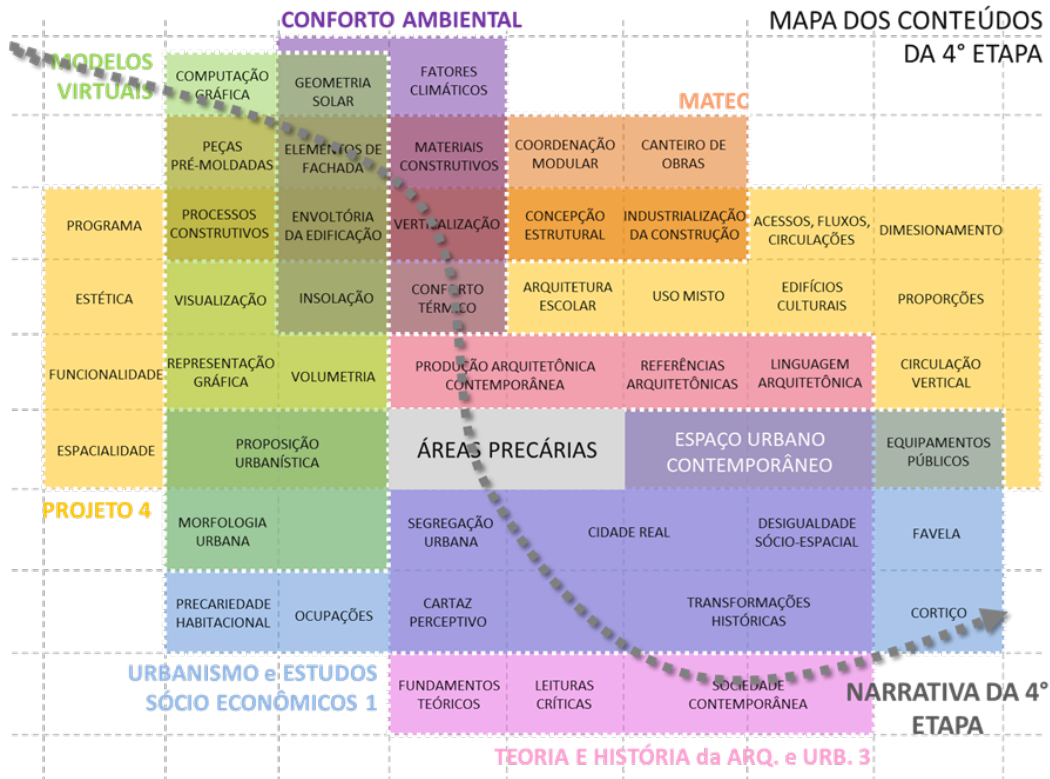 CONFORTO AMBIENTAL
MAPA DOS CONTEÚDOS
DA 4° ETAPA
MODELOS
VIRTUAIS
COMPUTAÇÃO
GRÁFICA
GEOMETRIA
SOLAR
FATORES
CLIMÁTICOS
MATEC
PEÇAS
PRÉ-MOLDADAS
ELEMENTOS DE
FACHADA
MATERIAIS
CONSTRUTIVOS
COORDENAÇÃO
MODULAR
CANTEIRO DE
OBRAS
PROGRAMA
PROCESSOS
CONSTRUTIVOS
ENVOLTÓRIA
DA EDIFICAÇÃO
VERTICALIZAÇÃO
CONCEPÇÃO
ESTRUTURAL
INDUSTRIALIZAÇÃO
DA CONSTRUÇÃO
ACESSOS, FLUXOS,
CIRCULAÇÕES
DIMESIONAMENTO
ESTÉTICA
VISUALIZAÇÃO
INSOLAÇÃO
CONFORTO
TÉRMICO
ARQUITETURA
ESCOLAR
USO MISTO
EDIFÍCIOS
CULTURAIS
PROPORÇÕES
FUNCIONALIDADE
REPRESENTAÇÃO
GRÁFICA
VOLUMETRIA
PRODUÇÃO ARQUITETÔNICA
CONTEMPORÂNEA
REFERÊNCIAS
ARQUITETÔNICAS
LINGUAGEM
ARQUITETÔNICA
CIRCULAÇÃO
VERTICAL
ESPACIALIDADE
PROPOSIÇÃO
URBANÍSTICA
ÁREAS PRECÁRIAS
ESPAÇO URBANO
CONTEMPORÂNEO
EQUIPAMENTOS
PÚBLICOS
PROJETO 4
MORFOLOGIA
URBANA
SEGREGAÇÃO
URBANA
CIDADE REAL
DESIGUALDADE
SÓCIO-ESPACIAL
FAVELA
PRECARIEDADE
HABITACIONAL
OCUPAÇÕES
CARTAZ
PERCEPTIVO
TRANSFORMAÇÕES
HISTÓRICAS
CORTIÇO
URBANISMO e ESTUDOS
SÓCIO ECONÔMICOS 1
FUNDAMENTOS
TEÓRICOS
LEITURAS
CRÍTICAS
SOCIEDADE
CONTEMPORÂNEA
NARRATIVA DA 4°
ETAPA
TEORIA E HISTÓRIA da ARQ. e URB. 3